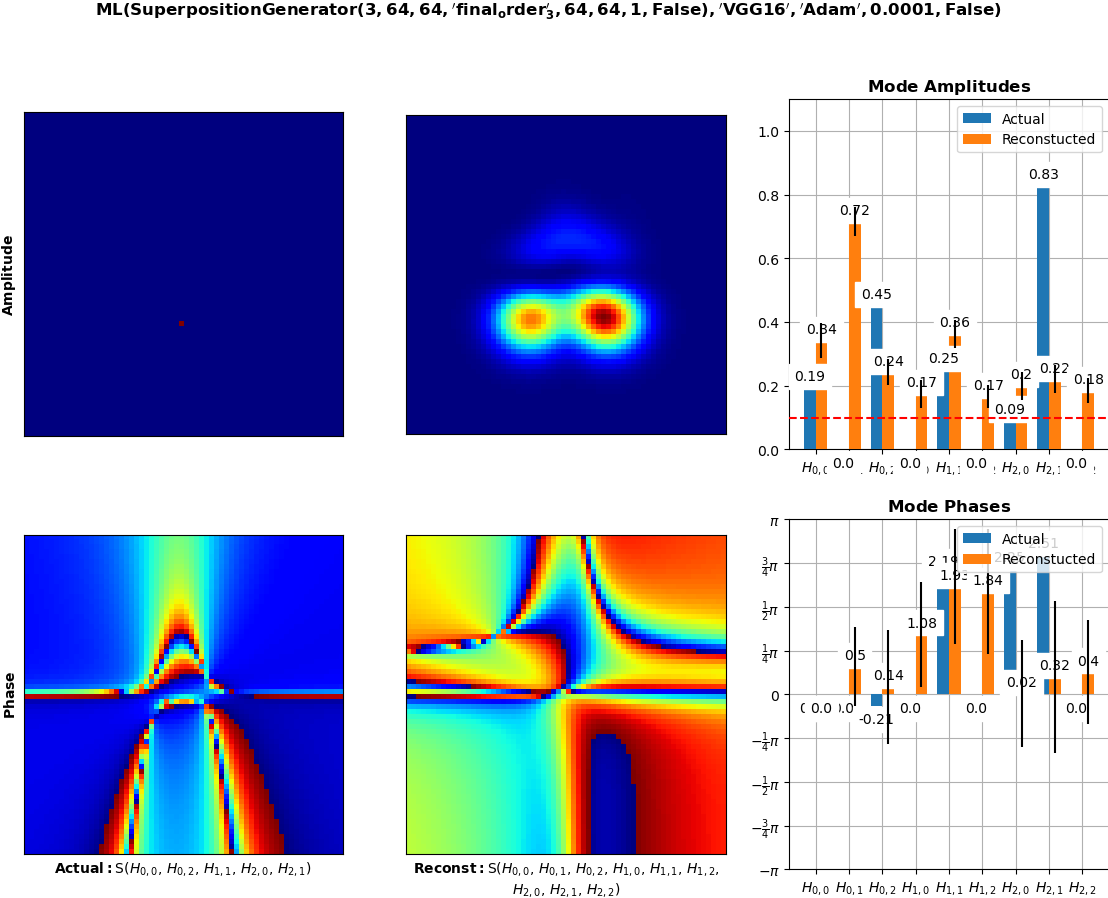 ML(SuperpositionGenerator(3, 64, 64, 'final_order'_3, 64, 64, 1, False), 'VGG16', 'Adam', 0.0001, False)
Amplitude
Mode Amplitudes
Actual
Reconstucted
1.0
0.8
0.6
0.4
0.2
0.0
0.19
0.34
0.72
0.45
0.24
0.17
0.25
0.36
0.17
0.09
0.2
0.83
0.22
0.18
0.0 0.0 0.0 0.0
Phase
Mode Phases
Actual
Reconstucted
π
3/4π
1/2π
1/4π
0
−1/4π
−1/2π
−3/4π
−π
0.0
0.5
-0.21
0.14
0.0
1.08
1.93
0.0
1.84
0.02
2.51
0.32
0.0
0.4
H0,0 H0,1 H0,2 H1,0 H1,1 H1,2 H2,0 H2,1 H2,2
Actual: S(H0,0, H0,2, H1,1, H2,0, H2,1)
Reconst: S(H0,0, H0,1, H0,2, H1,0, H1,1, H1,2,
H2,0, H2,1, H2,2)